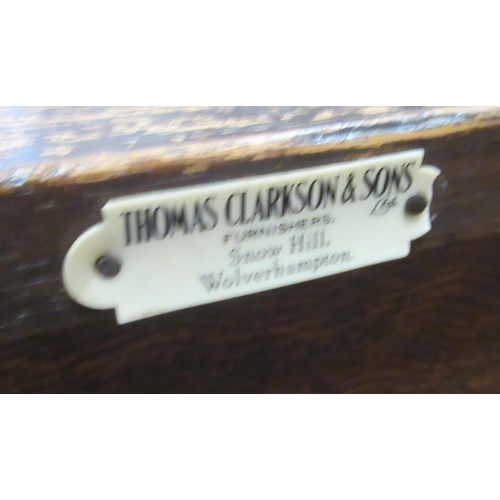 THOMAS CLARKSON & SONS Ltd.
FURNISHERS.
Snow Hill,
Wolverhampton.